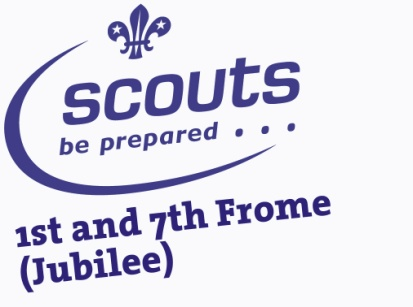 scouts
be prepared . . .
1st and 7th Frome
(Jubilee)